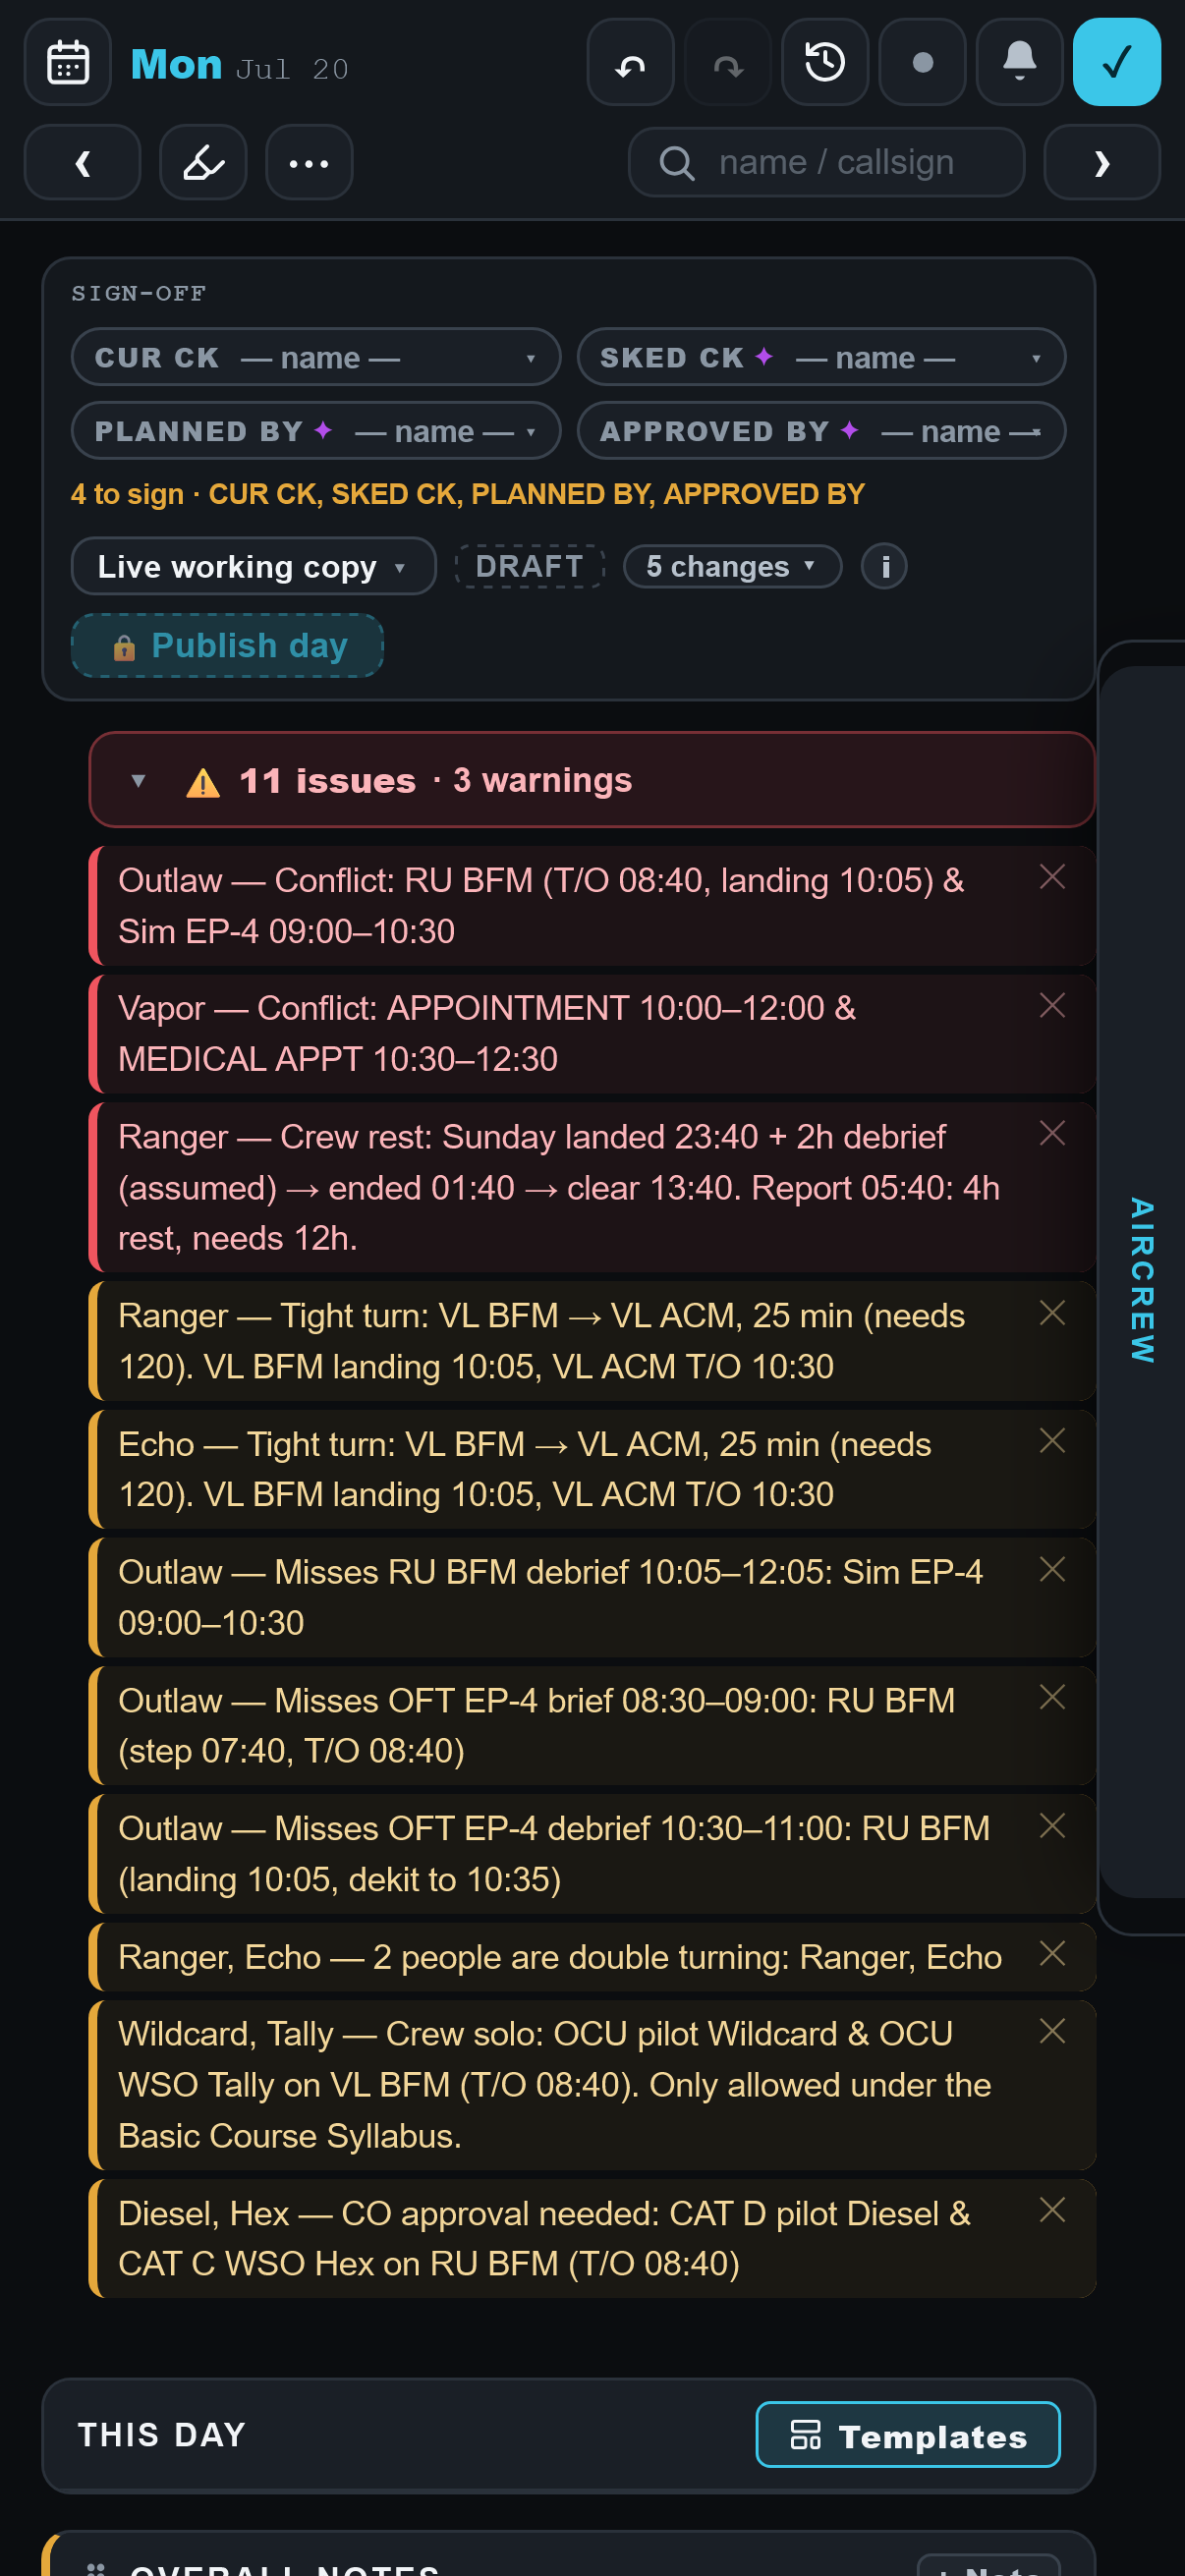 Mon Jul 20
name / callsign
SIGN-OFF
CUR CK — name —
SKED CK — name —
PLANNED BY — name —
APPROVED BY — name —
4 to sign · CUR CK, SKED CK, PLANNED BY, APPROVED BY
Live working copy DRAFT 5 changes i
Publish day
11 issues · 3 warnings
Outlaw — Conflict: RU BFM (T/O 08:40, landing 10:05) &
Sim EP-4 09:00–10:30
Vapor — Conflict: APPOINTMENT 10:00–12:00 &
MEDICAL APPT 10:30–12:30
Ranger — Crew rest: Sunday landed 23:40 + 2h debrief
(assumed) → ended 01:40 → clear 13:40. Report 05:40: 4h
rest, needs 12h.
Ranger — Tight turn: VL BFM → VL ACM, 25 min (needs
120). VL BFM landing 10:05, VL ACM T/O 10:30
Echo — Tight turn: VL BFM → VL ACM, 25 min (needs
120). VL BFM landing 10:05, VL ACM T/O 10:30
Outlaw — Misses RU BFM debrief 10:05–12:05: Sim EP-4
09:00–10:30
Outlaw — Misses OFT EP-4 brief 08:30–09:00: RU BFM
(step 07:40, T/O 08:40)
Outlaw — Misses OFT EP-4 debrief 10:30–11:00: RU BFM
(landing 10:05, dekit to 10:35)
Ranger, Echo — 2 people are double turning: Ranger, Echo
Wildcard, Tally — Crew solo: OCU pilot Wildcard & OCU
WSO Tally on VL BFM (T/O 08:40). Only allowed under the
Basic Course Syllabus.
Diesel, Hex — CO approval needed: CAT D pilot Diesel &
CAT C WSO Hex on RU BFM (T/O 08:40)
AIRCREW
THIS DAY
Templates
OVERALL NOTES
+ Note